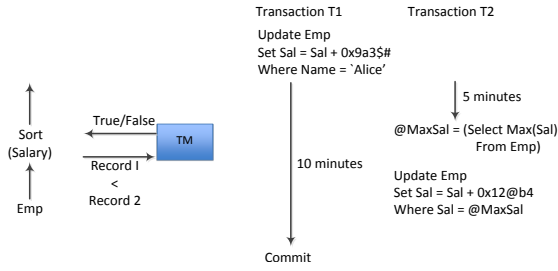 Transaction T1
Update Emp
Set Sal = Sal + 0x9a3$#
Where Name = `Alice’
10 minutes
Commit
Transaction T2
5 minutes
@MaxSal = (Select Max(Sal)
From Emp)
Update Emp
Set Sal = Sal + 0x12@b4
Where Sal = @MaxSal
Sort
(Salary)
Emp
True/False
TM
Record I
<
Record 2